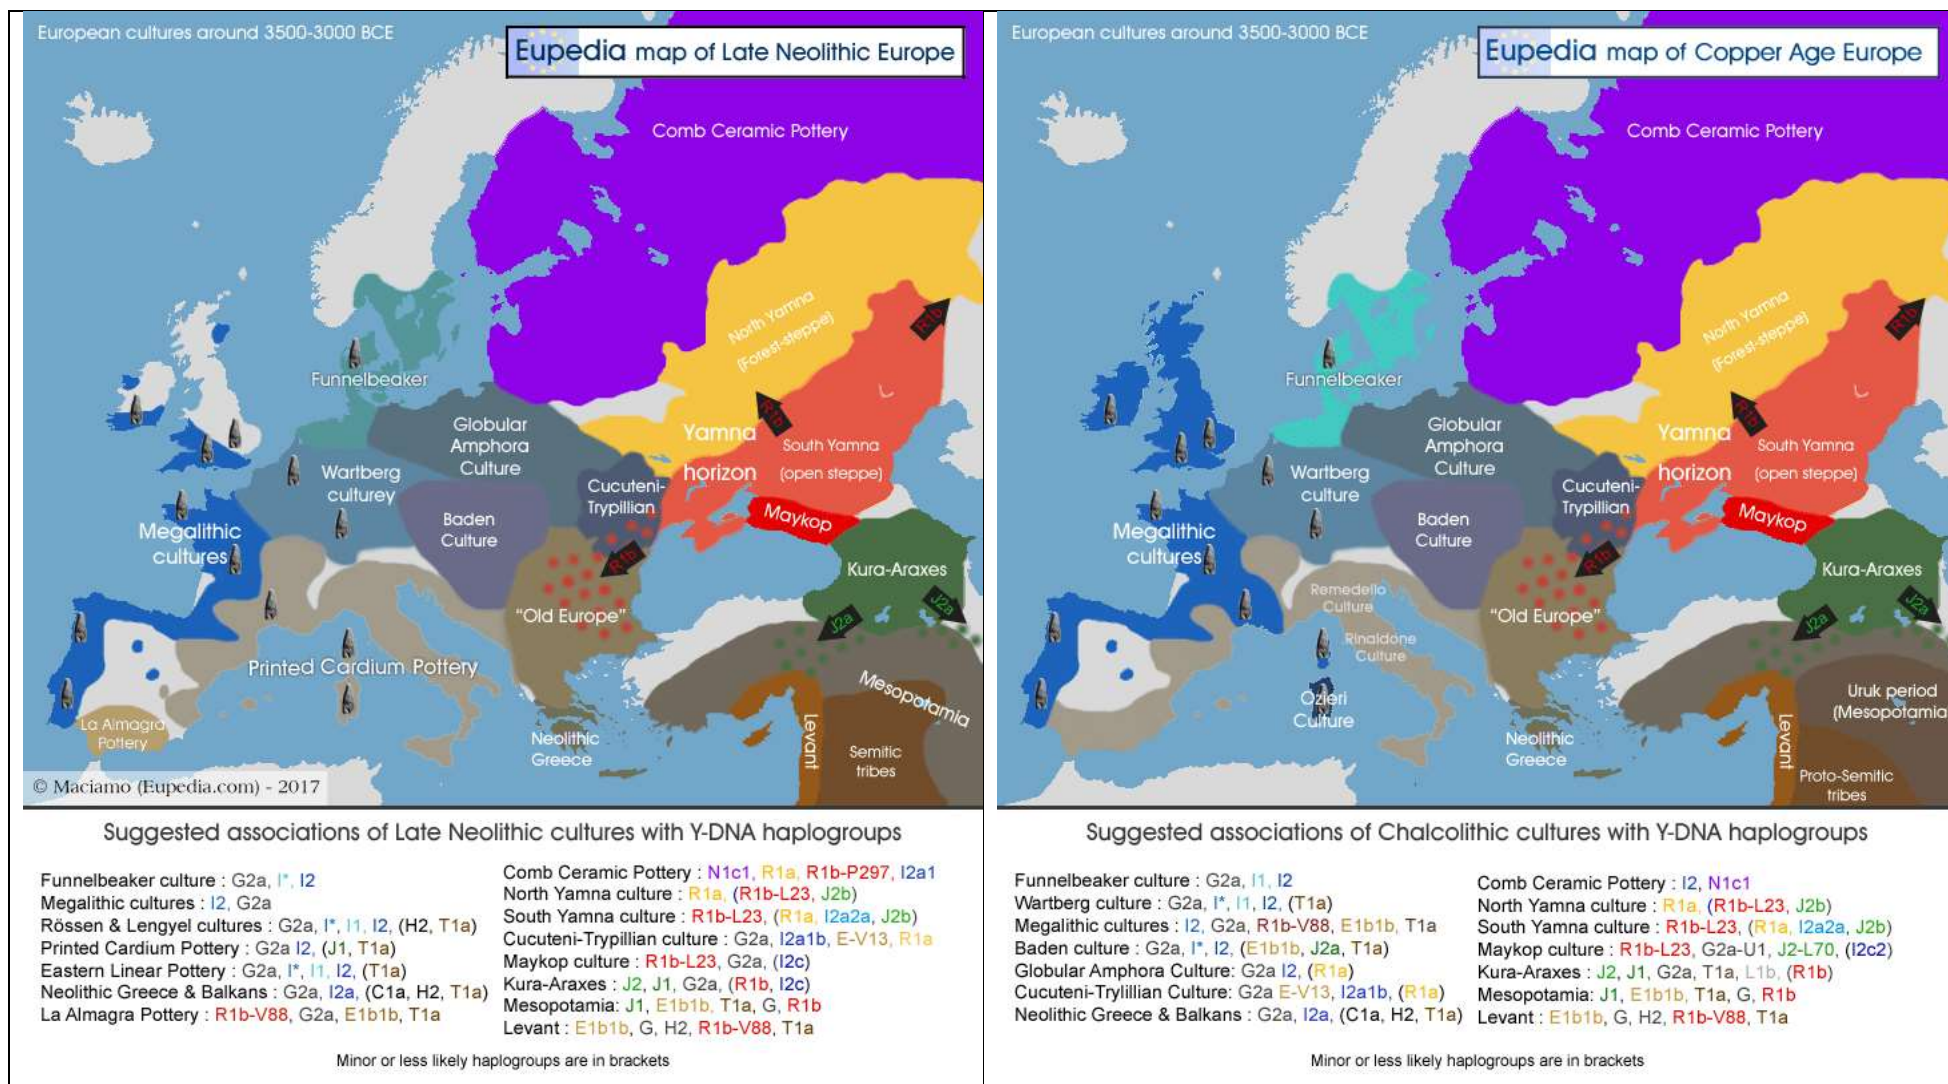 European cultures around 3500-3000 BCE
Eupedia map of Late Neolithic Europe
Comb Ceramic Pottery
North Yamna
(Forest-steppe)
R1b
Funnelbeaker
R1b
Globular
Amphora
Culture
Yamna
horizon
South Yamna
(open steppe)
Wartberg
culturey
Cucuteni-
Trypillian
Baden
Culture
Maykop
Megalithic
cultures
R1b
Kura-Araxes
"Old Europe"
J2a
J2a
Printed Cardium Pottery
Mesopotamia
La Almagra
Pottery
Neolithic
Greece
Levant
Semitic
tribes
© Maciamo (Eupedia.com) - 2017
Suggested associations of Late Neolithic cultures with Y-DNA haplogroups
Funnelbeaker culture : G2a, I*, I2
Megalithic cultures : I2, G2a
Rössen & Lengyel cultures : G2a, I*, I1, I2, (H2, T1a)
Printed Cardium Pottery : G2a I2, (J1, T1a)
Eastern Linear Pottery : G2a, I*, I1, I2, (T1a)
Neolithic Greece & Balkans : G2a, I2a, (C1a, H2, T1a)
La Almagra Pottery : R1b-V88, G2a, E1b1b, T1a
Comb Ceramic Pottery : N1c1, R1a, R1b-P297, I2a1
North Yamna culture : R1a, (R1b-L23, J2b)
South Yamna culture : R1b-L23, (R1a, I2a2a, J2b)
Cucuteni-Trypillian culture : G2a, I2a1b, E-V13, R1a
Maykop culture : R1b-L23, G2a, (I2c)
Kura-Araxes : J2, J1, G2a, (R1b, I2c)
Mesopotamia: J1, E1b1b, T1a, G, R1b
Levant : E1b1b, G, H2, R1b-V88, T1a
Minor or less likely haplogroups are in brackets
European cultures around 3500-3000 BCE
Eupedia map of Copper Age Europe
Comb Ceramic Pottery
North Yamna
(Forest-steppe)
R1b
Funnelbeaker
R1b
Globular
Amphora
Culture
Yamna
horizon
South Yamna
(open steppe)
Wartberg
culture
Cucuteni-
Trypillian
Baden
Culture
Maykop
Megalithic
cultures
R1b
Kura-Araxes
Remedello
Culture
"Old Europe"
J2a
J2a
Rinaldone
Culture
Ozieri
Culture
Uruk period
(Mesopotamia
Neolithic
Greece
Levant
Proto-Semitic
tribes
Suggested associations of Chalcolithic cultures with Y-DNA haplogroups
Funnelbeaker culture : G2a, I1, I2
Wartberg culture : G2a, I*, I1, I2, (T1a)
Megalithic cultures : I2, G2a, R1b-V88, E1b1b, T1a
Baden culture : G2a, I*, I2, (E1b1b, J2a, T1a)
Globular Amphora Culture: G2a I2, (R1a)
Cucuteni-Trylillian Culture: G2a E-V13, I2a1b, (R1a)
Neolithic Greece & Balkans : G2a, I2a, (C1a, H2, T1a)
Comb Ceramic Pottery : I2, N1c1
North Yamna culture : R1a, (R1b-L23, J2b)
South Yamna culture : R1b-L23, (R1a, I2a2a, J2b)
Maykop culture : R1b-L23, G2a-U1, J2-L70, (I2c2)
Kura-Araxes : J2, J1, G2a, T1a, L1b, (R1b)
Mesopotamia: J1, E1b1b, T1a, G, R1b
Levant : E1b1b, G, H2, R1b-V88, T1a
Minor or less likely haplogroups are in brackets